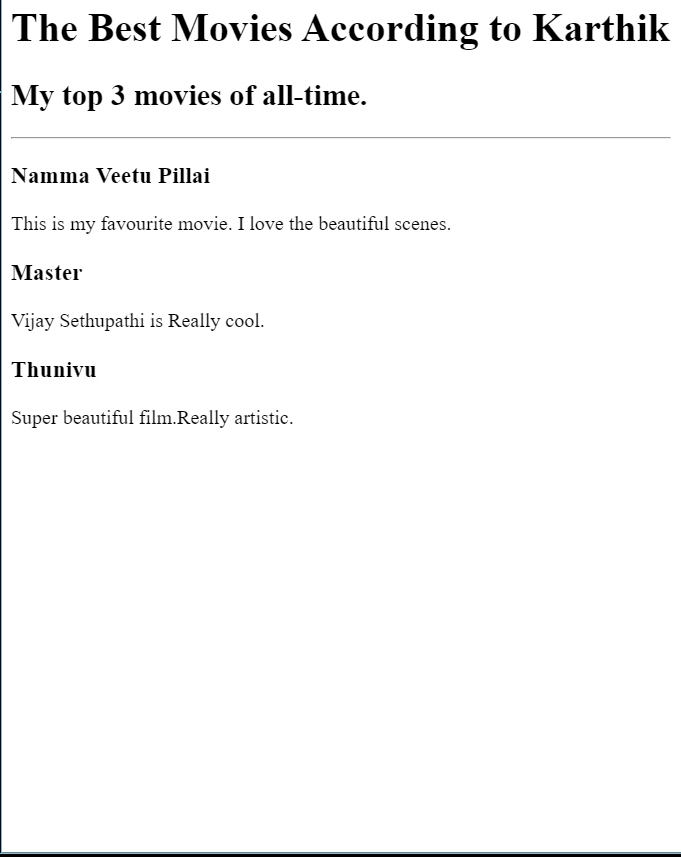 The Best Movies According to Karthik
My top 3 movies of all-time.
Namma Veetu Pillai
This is my favourite movie. I love the beautiful scenes.
Master
Vijay Sethupathi is Really cool.
Thunivu
Super beautiful film.Really artistic.